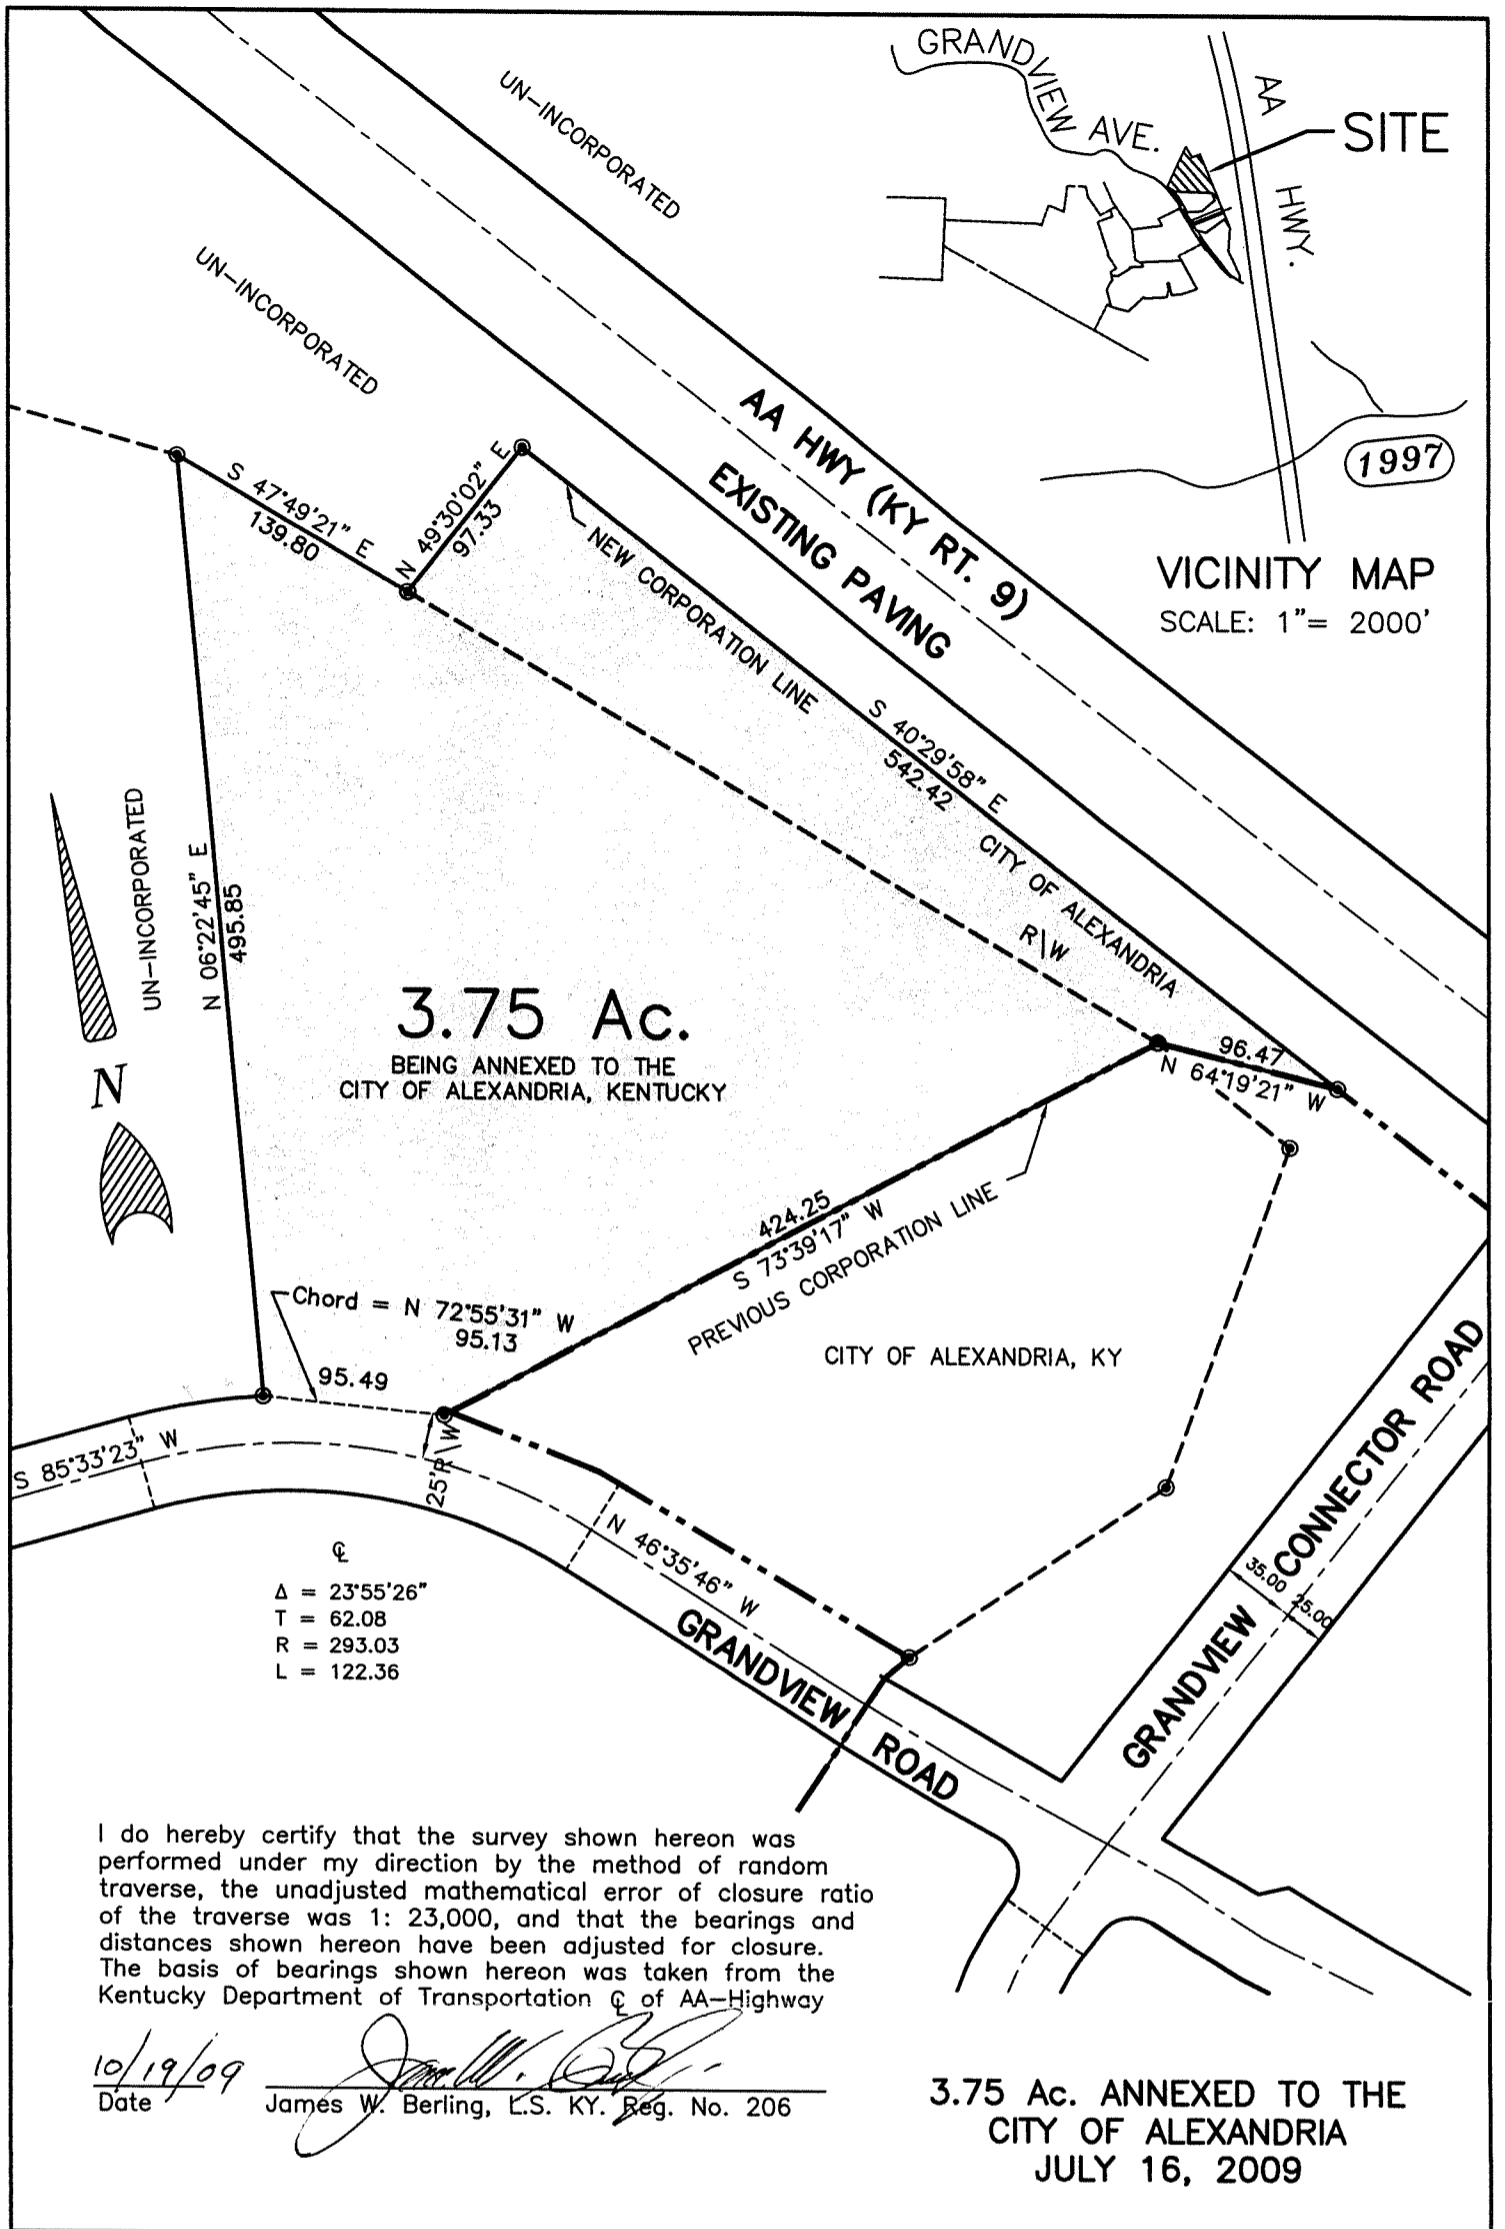 GRANDVIEW AVE.
AA HWY.
SITE
1997
VICINITY MAP
SCALE: 1"= 2000'
UN-INCORPORATED
UN-INCORPORATED
AA HWY (KY RT. 9)
EXISTING PAVING
S 47°49'21" E
139.80
N 49°30'02" E
97.33
NEW CORPORATION LINE
S 40°29'58" E
542.42
CITY OF ALEXANDRIA
R\W
UN-INCORPORATED
N 06°22'45" E
495.85
N
3.75 Ac.
BEING ANNEXED TO THE
CITY OF ALEXANDRIA, KENTUCKY
96.47
N 64°19'21" W
424.25
S 73°39'17" W
PREVIOUS CORPORATION LINE
CITY OF ALEXANDRIA, KY
Chord = N 72°55'31" W
95.13
95.49
S 85°33'23" W
25'R\W
N 46°35'46" W
GRANDVIEW ROAD
GRANDVIEW CONNECTOR ROAD
35.00
25.00
℄
Δ = 23°55'26"
T = 62.08
R = 293.03
L = 122.36
I do hereby certify that the survey shown hereon was
performed under my direction by the method of random
traverse, the unadjusted mathematical error of closure ratio
of the traverse was 1: 23,000, and that the bearings and
distances shown hereon have been adjusted for closure.
The basis of bearings shown hereon was taken from the
Kentucky Department of Transportation ℄ of AA-Highway
10/19/09
Date
James W. Berling, L.S. KY. Reg. No. 206
3.75 Ac. ANNEXED TO THE
CITY OF ALEXANDRIA
JULY 16, 2009